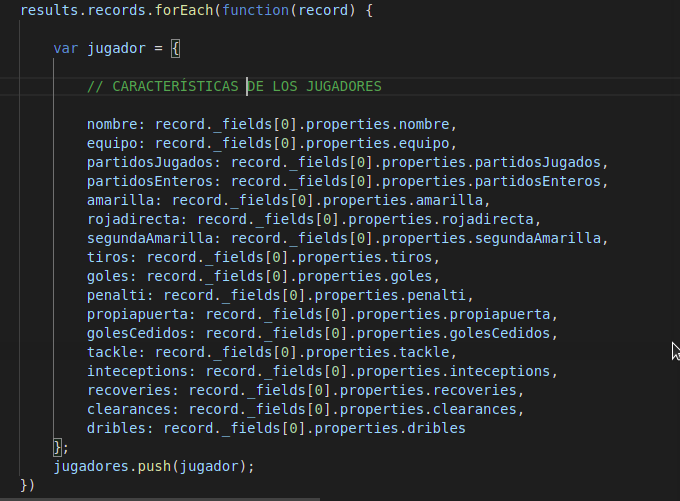 results.records.forEach(function(record) {
var jugador = {
// CARACTERÍSTICAS DE LOS JUGADORES
nombre: record._fields[0].properties.nombre,
equipo: record._fields[0].properties.equipo,
partidosJugados: record._fields[0].properties.partidosJugados,
partidosEnteros: record._fields[0].properties.partidosEnteros,
amarilla: record._fields[0].properties.amarilla,
rojadirecta: record._fields[0].properties.rojadirecta,
segundaAmarilla: record._fields[0].properties.segundaAmarilla,
tiros: record._fields[0].properties.tiros,
goles: record._fields[0].properties.goles,
penalti: record._fields[0].properties.penalti,
propiapuerta: record._fields[0].properties.propiapuerta,
golesCedidos: record._fields[0].properties.golesCedidos,
tackle: record._fields[0].properties.tackle,
inteceptions: record._fields[0].properties.inteceptions,
recoveries: record._fields[0].properties.recoveries,
clearances: record._fields[0].properties.clearances,
dribles: record._fields[0].properties.dribles
};
jugadores.push(jugador);
})